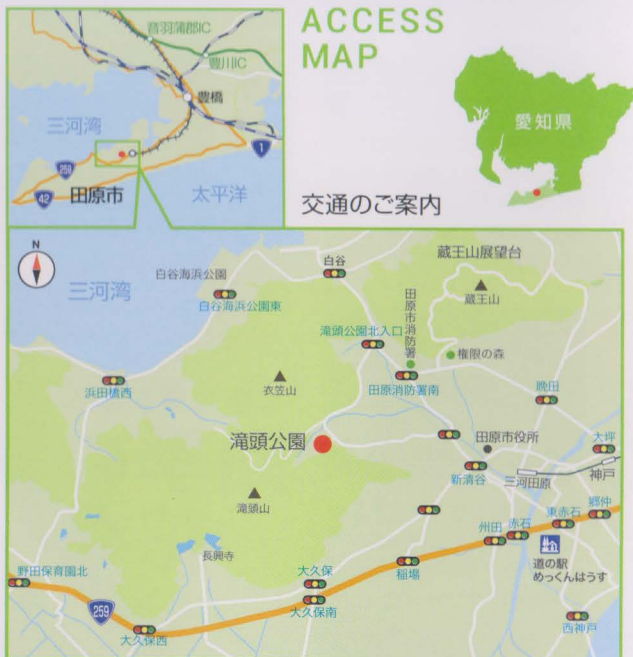 ACCESS
MAP
音羽蒲郡IC
豊川IC
豊橋
三河湾
259
1
42
田原市
太平洋
愛知県
交通のご案内
N
三河湾
白谷海浜公園
白谷
白谷海浜公園東
蔵王山展望台
蔵王山
田原市消防署
滝頭公園北入口
権現の森
浜田橋西
衣笠山
田原消防署南
晩田
滝頭公園
田原市役所
大坪
新清谷
三河田原
神戸
滝頭山
郷仲
東赤石
赤石
州田
長興寺
道の駅
めっくんはうす
野田保育園北
大久保
稲場
大久保南
259
大久保西
西神戸